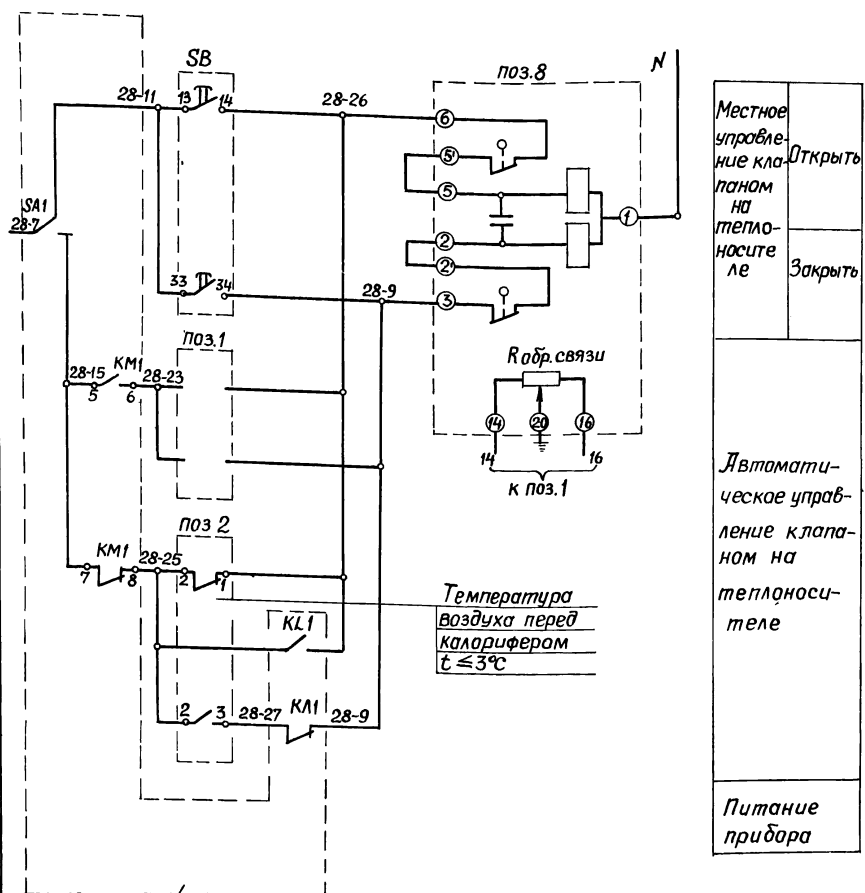 SB
28-11
13
14
28-26
SA1
28-7
33
34
28-9
поз.1
28-15
KM1
28-23
5
6
поз 2
KM1
28-25
7
8
2
1
KL1
2
3
28-27
КЛ1
28-9
Температура
воздуха перед
калорифером
t ≤ 3°C
поз.8
N
6
5'
5
2
2'
3
1
R обр. связи
14
20
16
14
16
к поз.1
Местное
управле-
ние кла-
паном
на
тепло-
носите
ле
Открыть
Закрыть
Автомати-
ческое управ-
ление клапа-
ном на
теплоноси-
теле
Питание
прибора